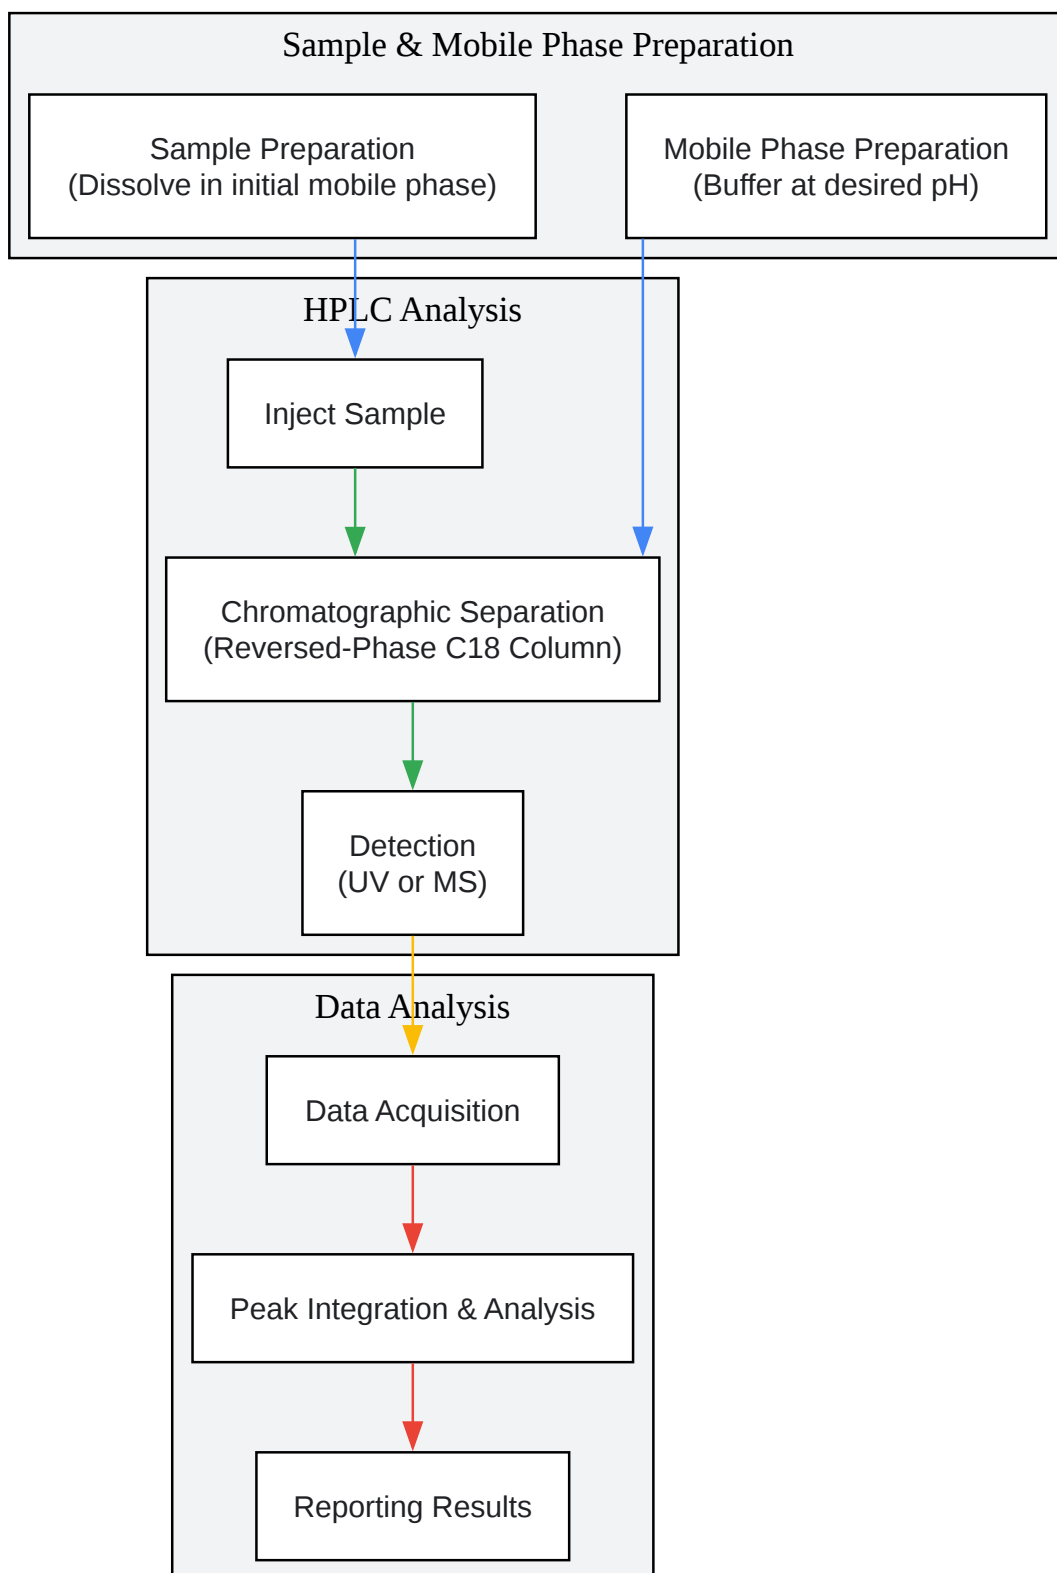 Sample & Mobile Phase Preparation
Sample Preparation
(Dissolve in initial mobile phase)
Mobile Phase Preparation
(Buffer at desired pH)
HPLC Analysis
Inject Sample
Chromatographic Separation
(Reversed-Phase C18 Column)
Detection
(UV or MS)
Data Analysis
Data Acquisition
Peak Integration & Analysis
Reporting Results